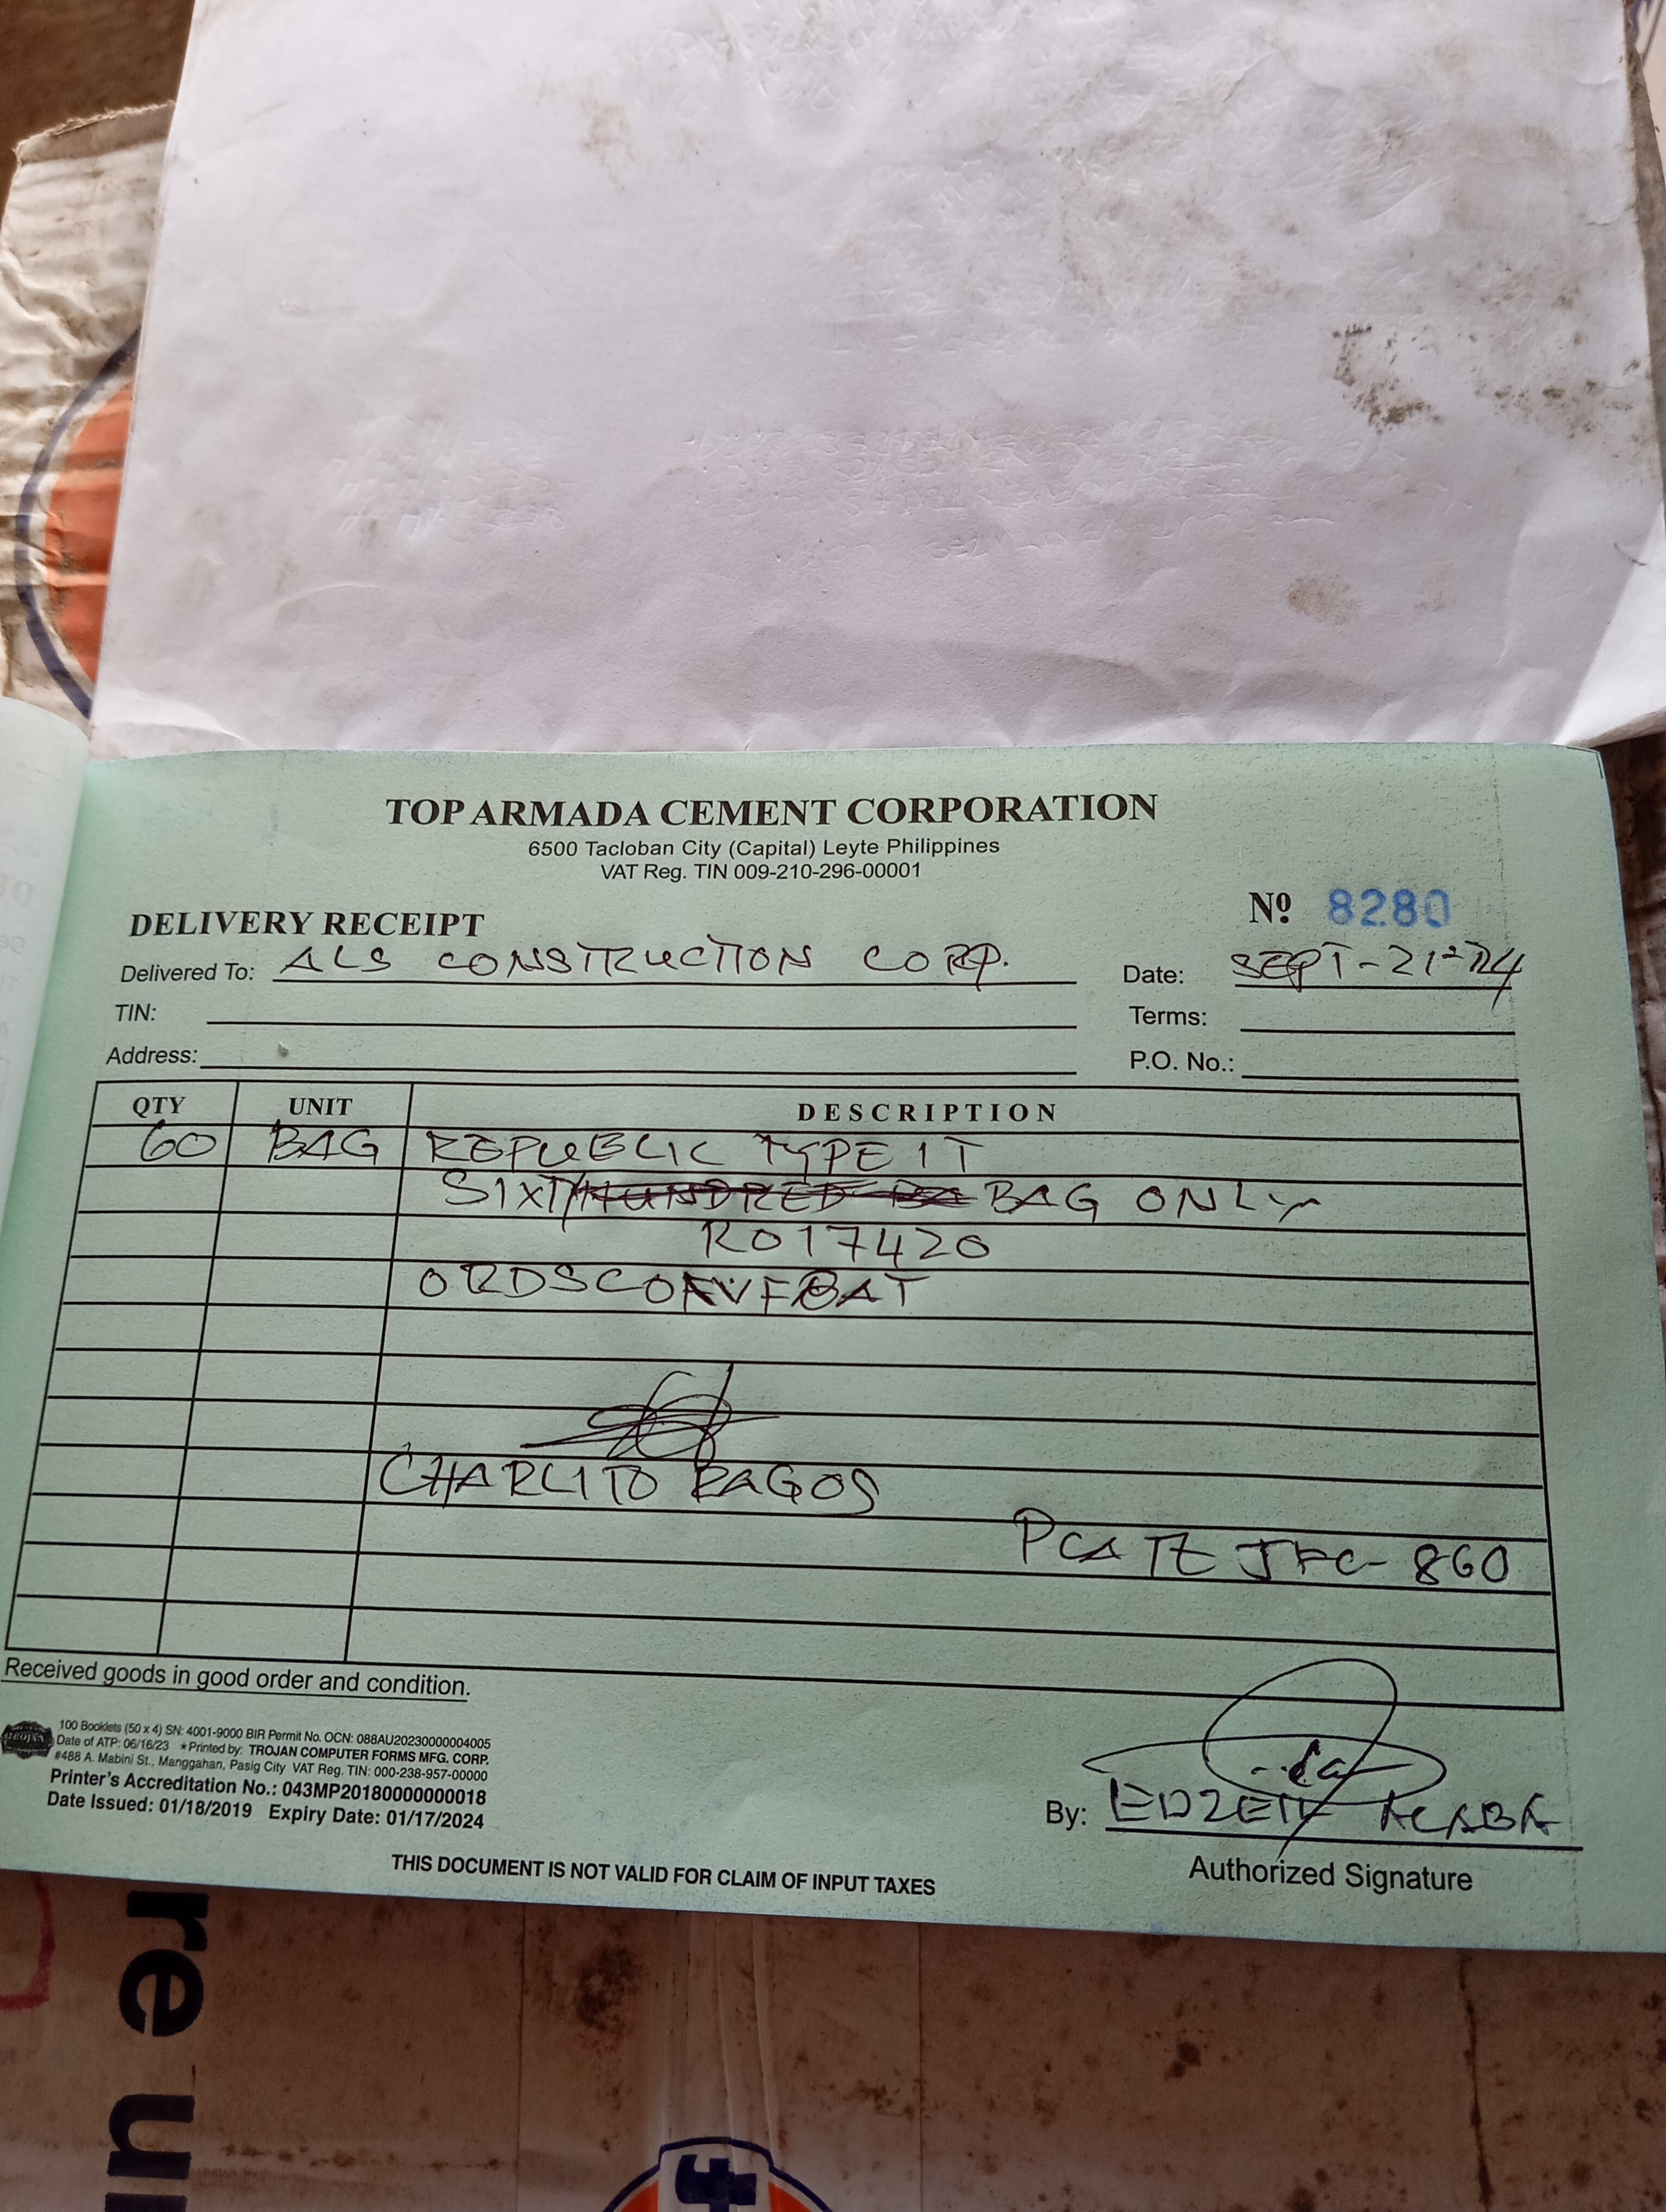 TOP ARMADA CEMENT CORPORATION
6500 Tacloban City (Capital) Leyte Philippines
VAT Reg. TIN 009-210-296-00001
DELIVERY RECEIPT
Nº 8280
Delivered To: ALS CONSTRUCTION CORP.
Date: SEPT-21-24
TIN:
Terms:
Address:
P.O. No.:
QTY UNIT DESCRIPTION
60 BAG REPUBLIC TYPE 1T
SIXTY HUNDRED BAG ONLY
R017420
CHARLITO RAGOS
PLATE JFC-860
Received goods in good order and condition.
100 Booklets (50 x 4) SN: 4001-9000 BIR Permit No. OCN: 088AU20230000004005
Date of ATP: 06/16/23 *Printed by: TROJAN COMPUTER FORMS MFG. CORP.
#488 A. Mabini St., Manggahan, Pasig City VAT Reg. TIN: 000-238-957-00000
Printer's Accreditation No.: 043MP20180000000018
Date Issued: 01/18/2019 Expiry Date: 01/17/2024
By: ALABA
Authorized Signature
THIS DOCUMENT IS NOT VALID FOR CLAIM OF INPUT TAXES
re u